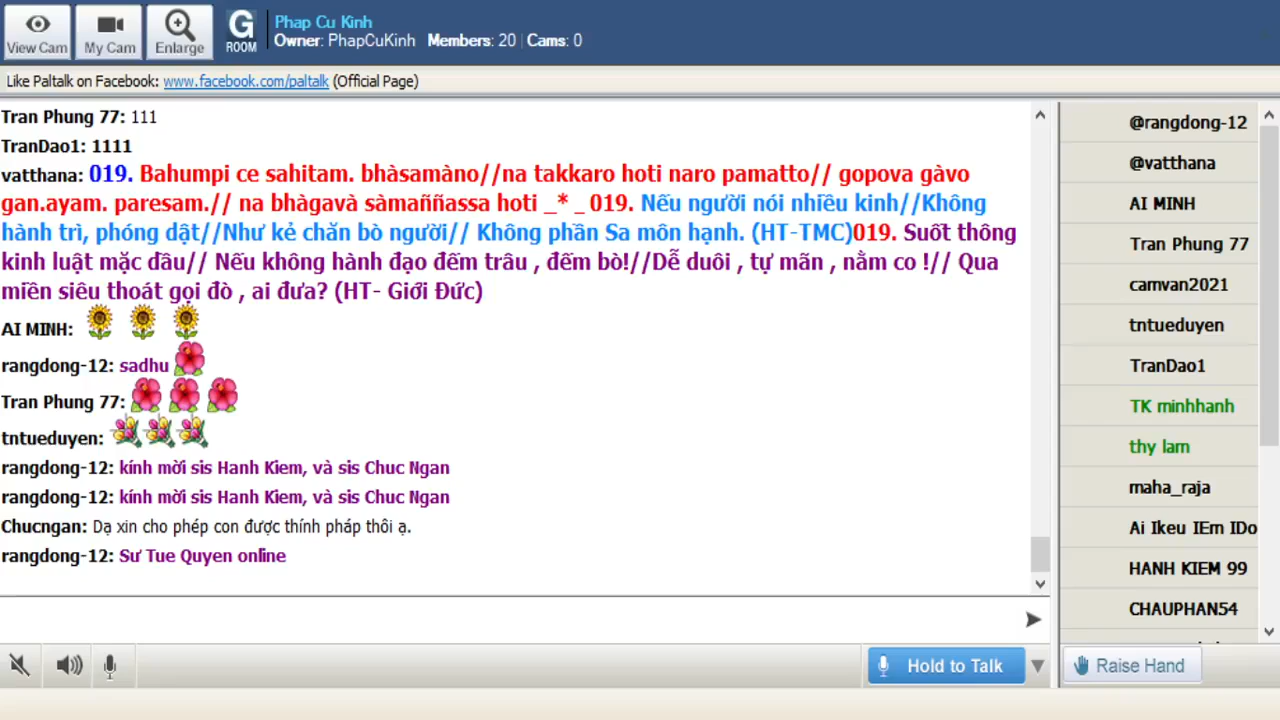 Phap Cu Kinh
Owner: PhapCuKinh Members: 20 | Cams: 0
View Cam
My Cam
Enlarge
G
ROOM
Like Paltalk on Facebook: www.facebook.com/paltalk (Official Page)
Tran Phung 77: 111
TranDao1: 1111
vatthana: 019. Bahumpi ce sahitam. bhàsamàno//na takkaro hoti naro pamatto// gopova gàvo
gan.ayam. paresam.// na bhàgavà sàmaññassa hoti _* _ 019. Nếu người nói nhiều kinh//Không
hành trì, phóng dật//Như kẻ chăn bò người// Không phần Sa môn hạnh. (HT-TMC)019. Suốt thông
kinh luật mặc dầu// Nếu không hành đạo đếm trâu , đếm bò!//Dễ duôi , tự mãn , nằm co !// Qua
miền siêu thoát gọi đò , ai đưa? (HT- Giới Đức)
AI MINH:
rangdong-12: sadhu
Tran Phung 77:
tntueduyen:
rangdong-12: kính mời sis Hanh Kiem, và sis Chuc Ngan
rangdong-12: kính mời sis Hanh Kiem, và sis Chuc Ngan
Chucngan: Dạ xin cho phép con được thính pháp thôi ạ.
rangdong-12: Sư Tue Quyen online
@rangdong-12
@vatthana
AI MINH
Tran Phung 77
camvan2021
tntueduyen
TranDao1
TK minhhanh
thy lam
maha_raja
Ai Ikeu IEm IDo
HANH KIEM 99
CHAUPHAN54
Hold to Talk
Raise Hand